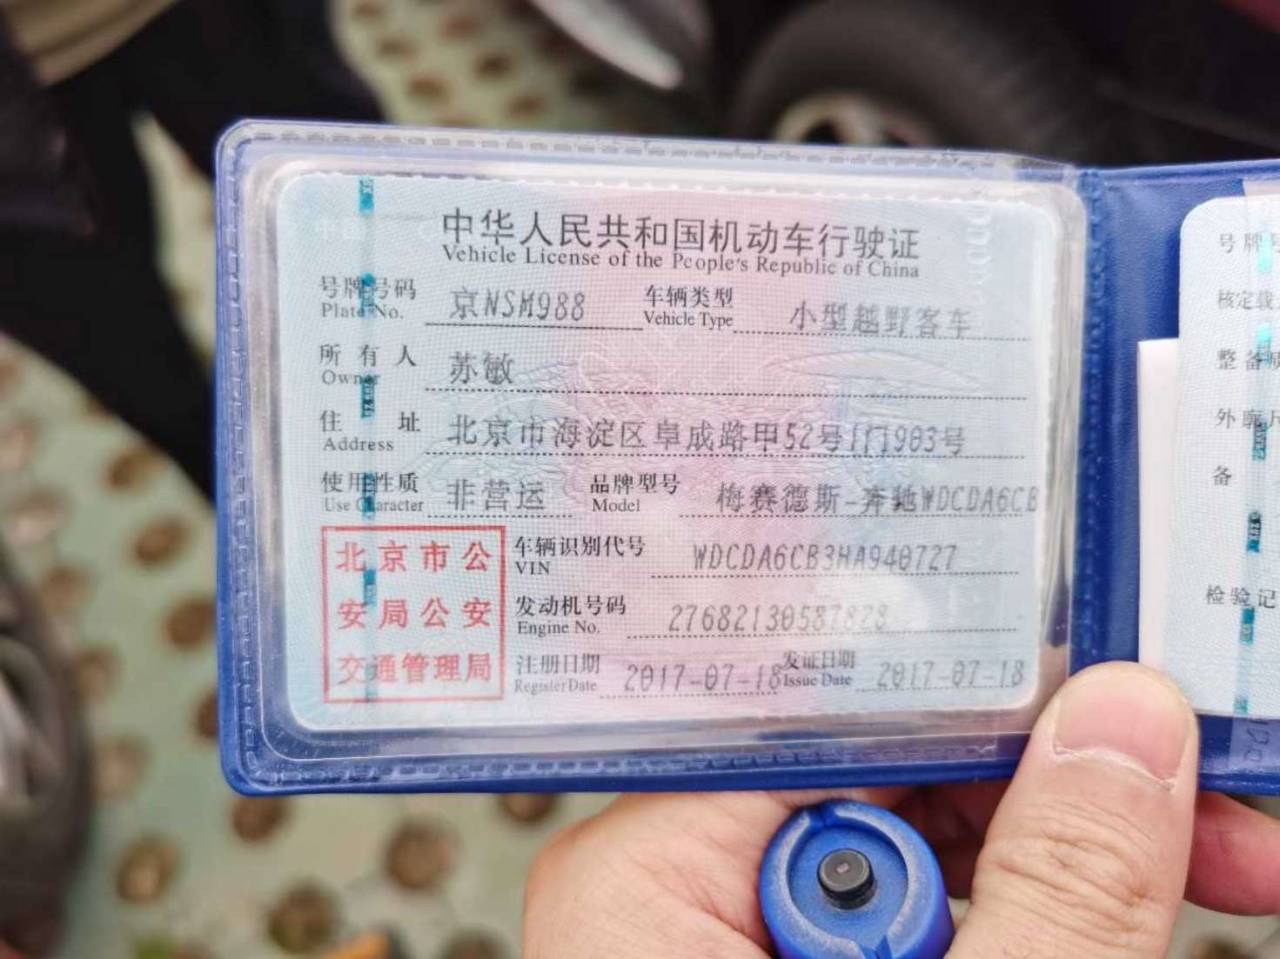 中华人民共和国机动车行驶证
Vehicle License of the People's Republic of China
号牌号码 京NSM988 车辆类型 小型越野客车
Plate No. Vehicle Type
所有人 苏敏
Owner
住址 北京市海淀区阜成路甲52号1门903号
Address
使用性质 非营运 品牌型号 梅赛德斯-奔驰WDCDA6CB
Use Character Model
北京市公
安局公安
交通管理局
车辆识别代号 WDCDA6CB3HA940727
VIN
发动机号码 27682130587828
Engine No.
注册日期 2017-07-18 发证日期 2017-07-18
Register Date Issue Date
号牌
核定载
整备质
外廓尺
备
检验记